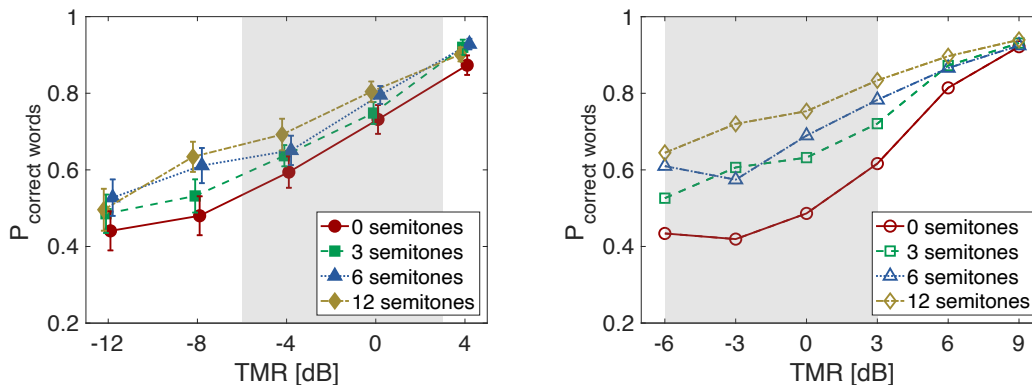 1
0.8
0.6
0.4
0.2
P correct words
-12 -8 -4 0 4
TMR [dB]
0 semitones
3 semitones
6 semitones
12 semitones
1
0.8
0.6
0.4
0.2
P correct words
-6 -3 0 3 6 9
TMR [dB]
0 semitones
3 semitones
6 semitones
12 semitones